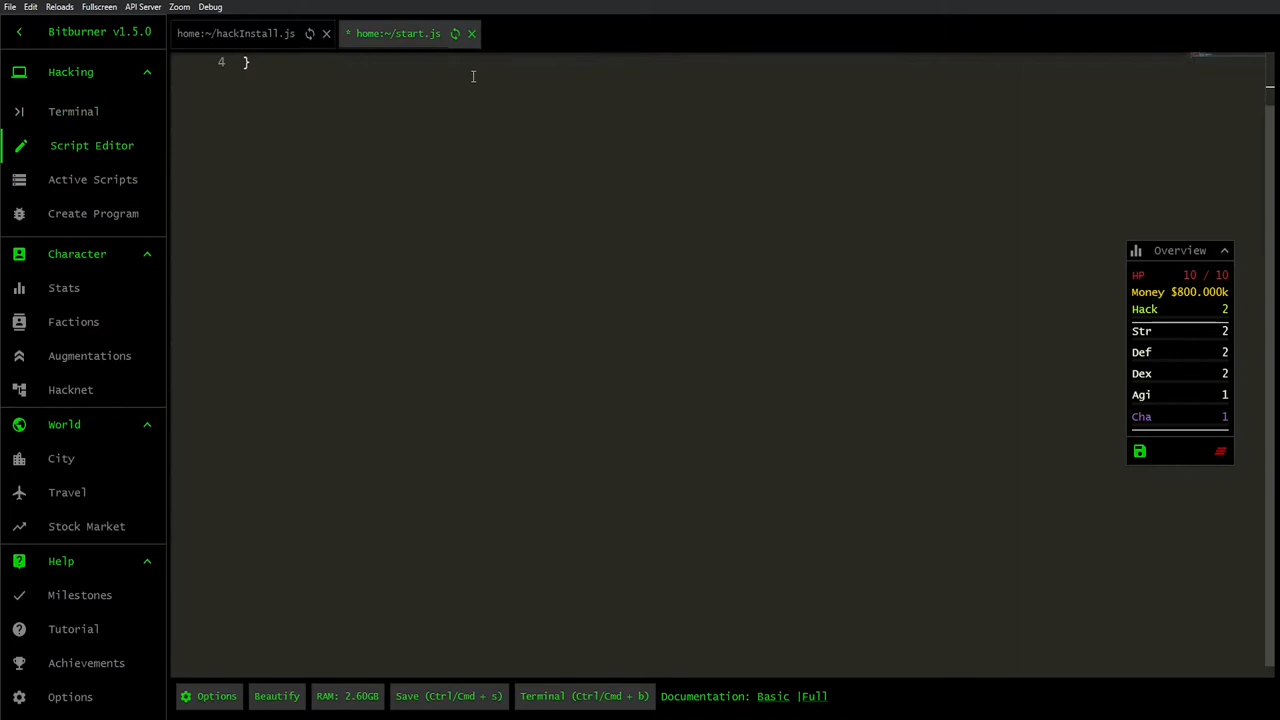 File Edit Reloads Fullscreen API Server Zoom Debug
Bitburner v1.5.0
home:~/hackInstall.js
* home:~/start.js
4 }
Hacking
Terminal
Script Editor
Active Scripts
Create Program
Character
Stats
Factions
Augmentations
Hacknet
World
City
Travel
Stock Market
Help
Milestones
Tutorial
Achievements
Options
Overview
HP 10 / 10
Money $800.000k
Hack 2
Str 2
Def 2
Dex 2
Agi 1
Cha 1
Options Beautify RAM: 2.60GB Save (Ctrl/Cmd + s) Terminal (Ctrl/Cmd + b) Documentation: Basic |Full